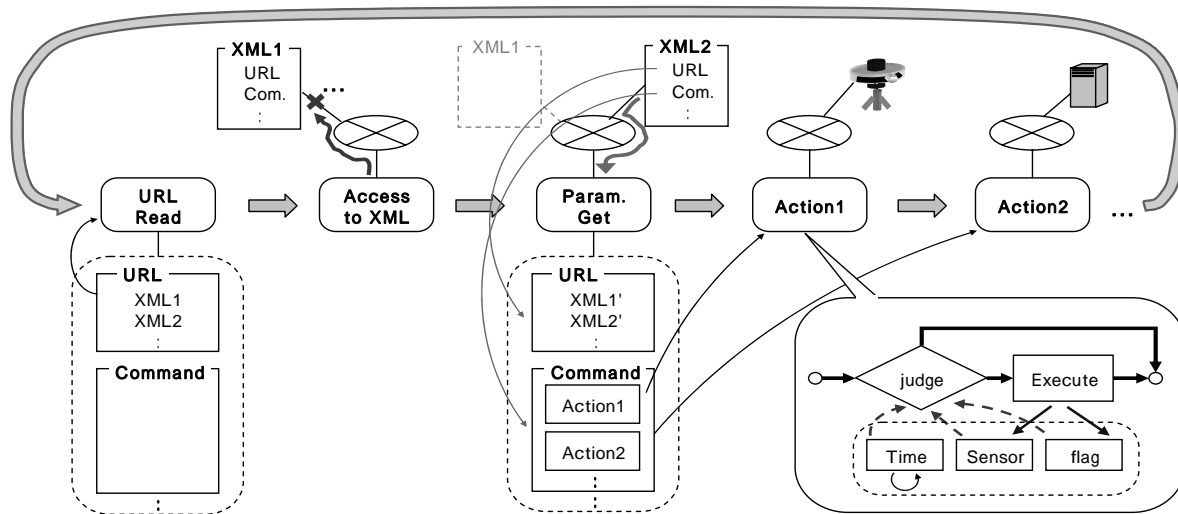 XML1
URL
Com.
:
...
XML1
XML2
URL
Com.
:
URL
Read
Access
to XML
Param.
Get
Action1
Action2
...
URL
XML1
XML2
:
Command
:
URL
XML1'
XML2'
:
Command
Action1
Action2
:
judge
Execute
Time
Sensor
flag